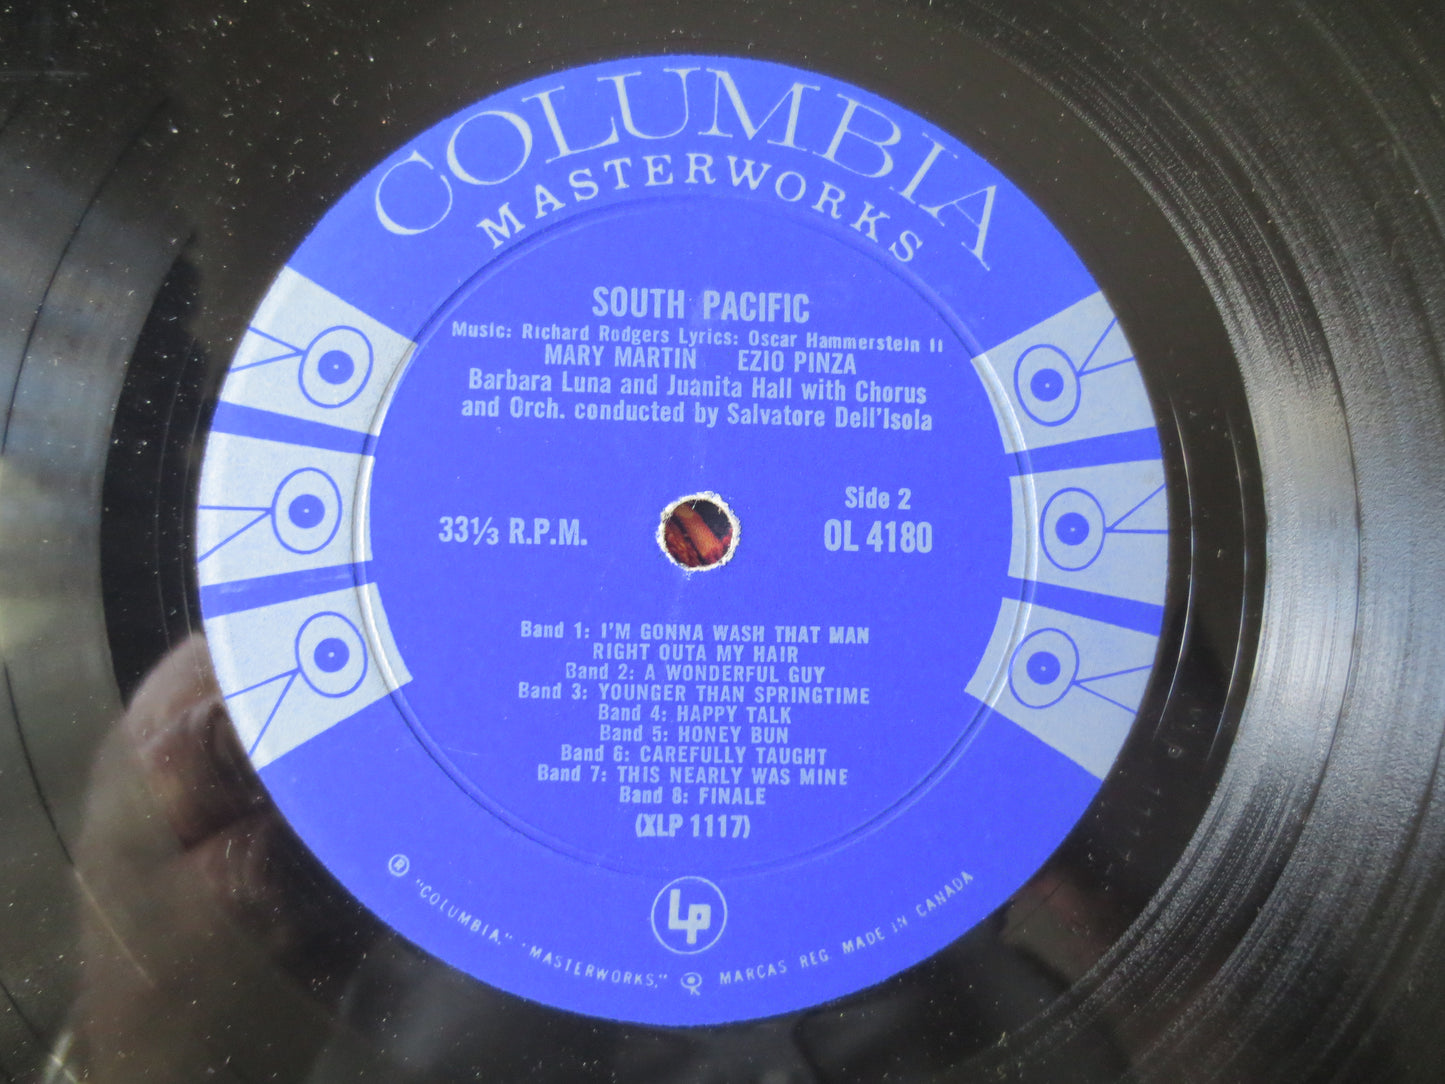 COLUMBIA
MASTERWORKS
SOUTH PACIFIC
Music: Richard Rodgers Lyrics: Oscar Hammerstein II
MARY MARTIN EZIO PINZA
Barbara Luna and Juanita Hall with Chorus
and Orch. conducted by Salvatore Dell'Isola
Side 2
33⅓ R.P.M.
OL 4180
Band 1: I'M GONNA WASH THAT MAN
RIGHT OUTA MY HAIR
Band 2: A WONDERFUL GUY
Band 3: YOUNGER THAN SPRINGTIME
Band 4: HAPPY TALK
Band 5: HONEY BUN
Band 6: CAREFULLY TAUGHT
Band 7: THIS NEARLY WAS MINE
Band 8: FINALE
(XLP 1117)
LP
® "COLUMBIA," "MASTERWORKS," MARCAS REG MADE IN CANADA